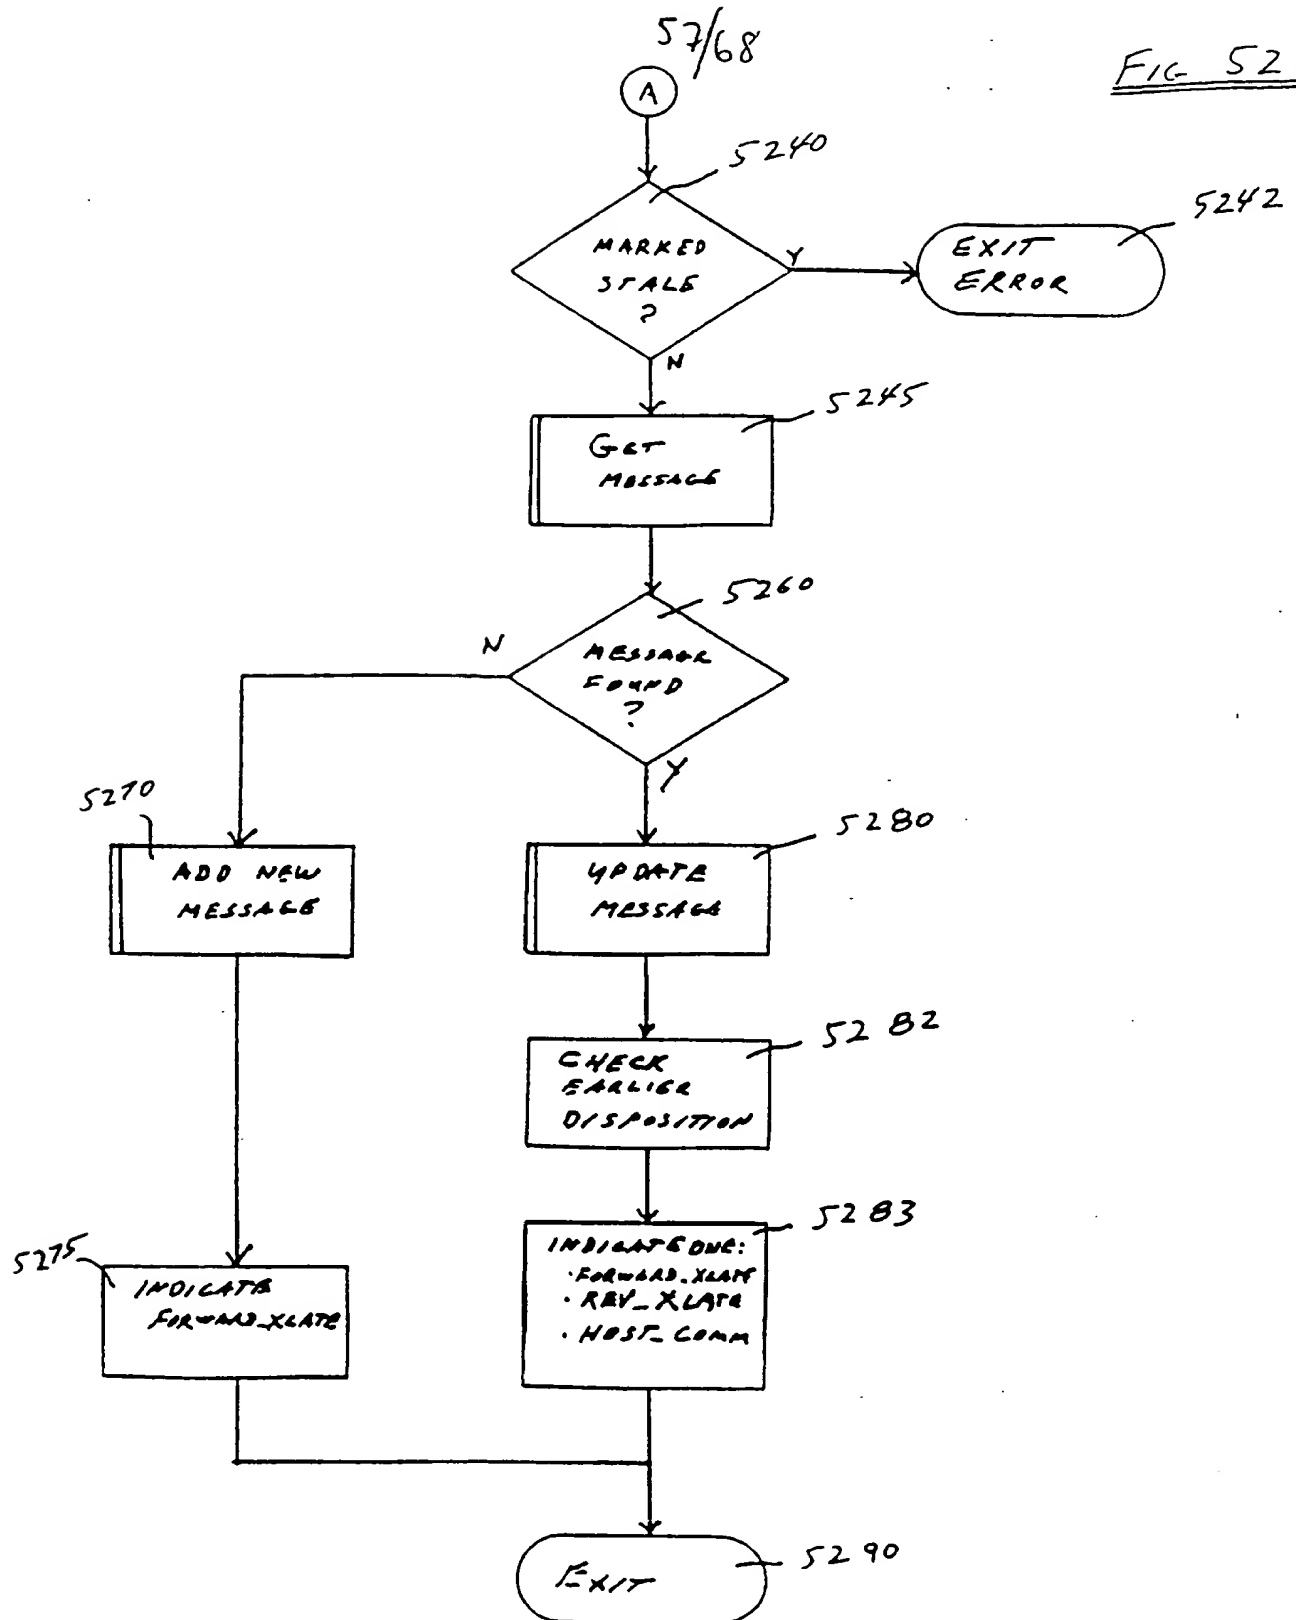 57/68
FIG 52
A
5240
MARKED
STALE
?
Y
5242
EXIT
ERROR
N
5245
GET
MESSAGE
5260
MESSAGE
FOUND
?
N
Y
5270
ADD NEW
MESSAGE
5280
UPDATE
MESSAGE
5282
CHECK
EARLIER
DISPOSITION
5283
INDICATE ONE:
· FORWARD_XLATE
· REV_XLATE
· HOST_COMM
5275
INDICATE
FORWARD_XLATE
5290
EXIT